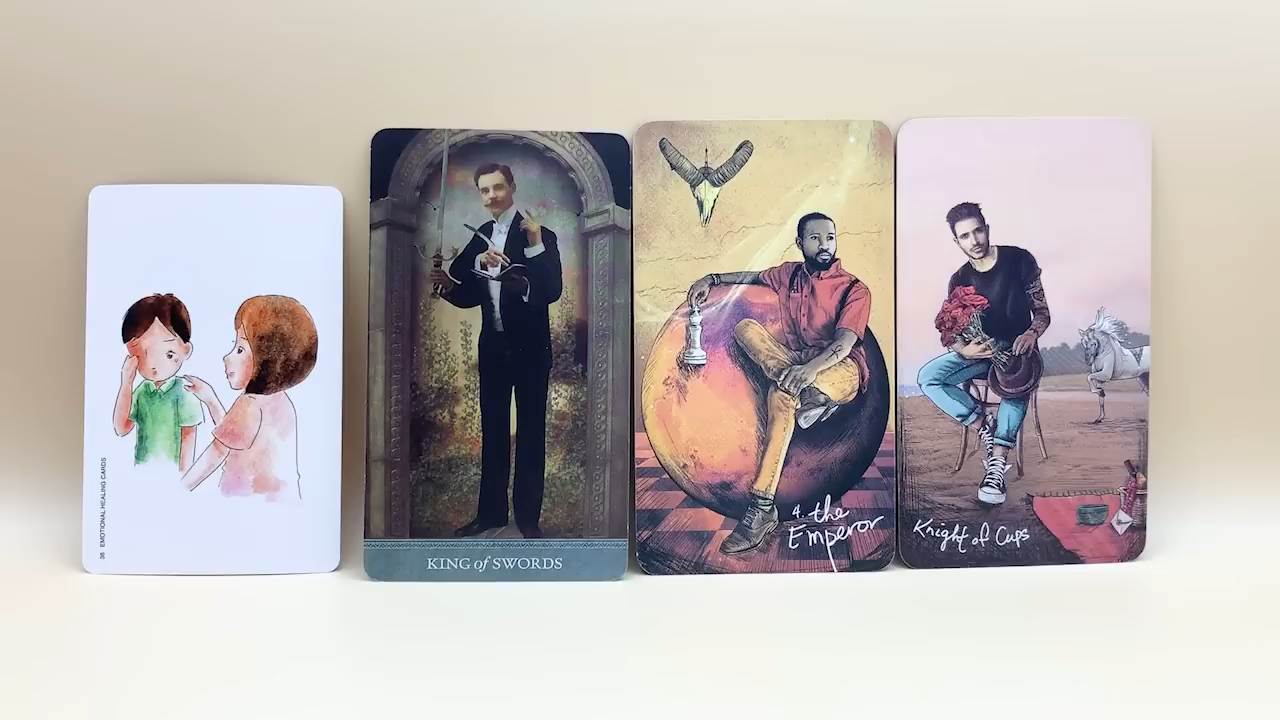 36 EMOTIONAL HEALING CARDS
KING of SWORDS
4. the
Emperor
Knight of Cups